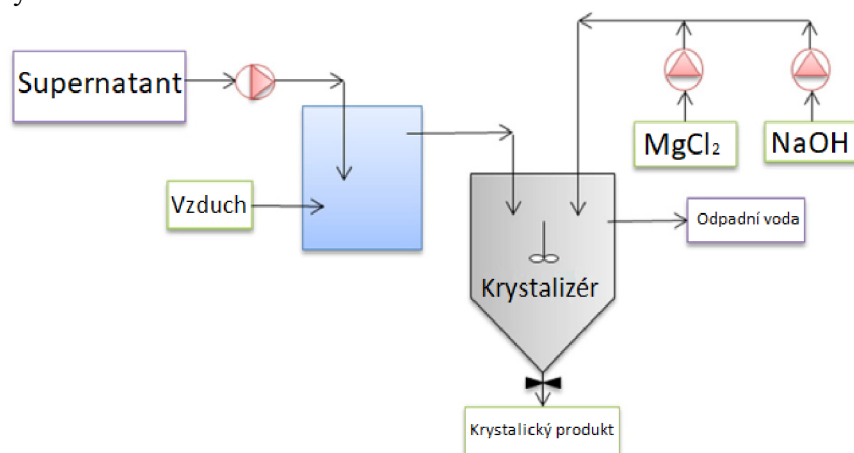 Supernatant
MgCl₂
NaOH
Vzduch
Odpadní voda
Krystalizér
Krystalický produkt